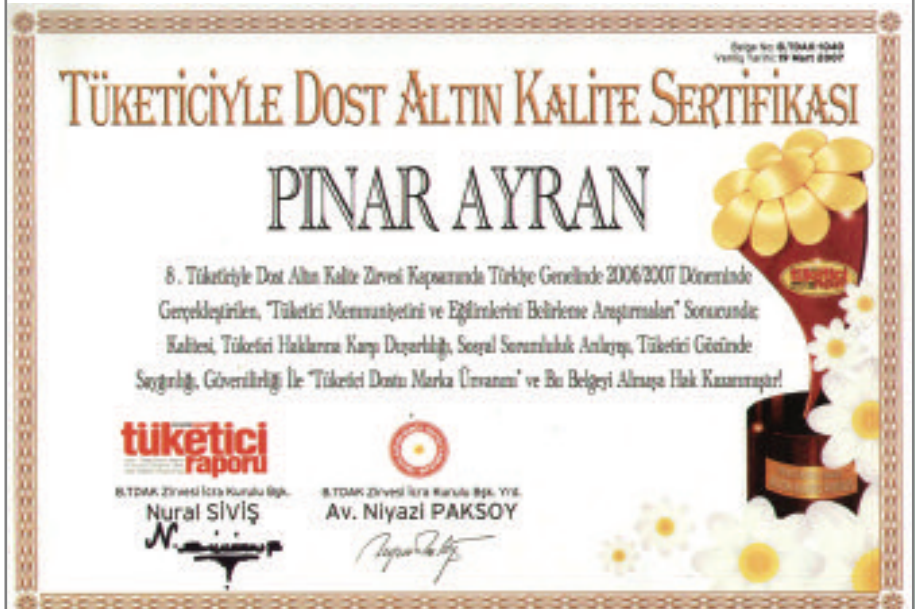 Belge No: 8.TDAK-1040
Veriliş Tarihi: 19 Mart 2007
TÜKETİCİYLE DOST ALTIN KALİTE SERTİFİKASI
PINAR AYRAN
8. Tüketiciyle Dost Altın Kalite Zirvesi Kapsamında Türkiye Genelinde 2006/2007 Döneminde
Gerçekleştirilen, "Tüketici Memnuniyetini ve Eğilimlerini Belirleme Araştırmaları" Sonucunda;
Kalitesi, Tüketici Haklarına Karşı Duyarlılığı, Sosyal Sorumluluk Anlayışı, Tüketici Gözünde
Saygınlığı, Güvenilirliği İle "Tüketici Dostu Marka Ünvanını" ve Bu Belgeyi Almaya Hak Kazanmıştır!
tüketici
tüketici
raporu
8.TDAK Zirvesi İcra Kurulu Bşk.
Nural SİVİŞ
8.TDAK Zirvesi İcra Kurulu Bşk. Yrd.
Av. Niyazi PAKSOY